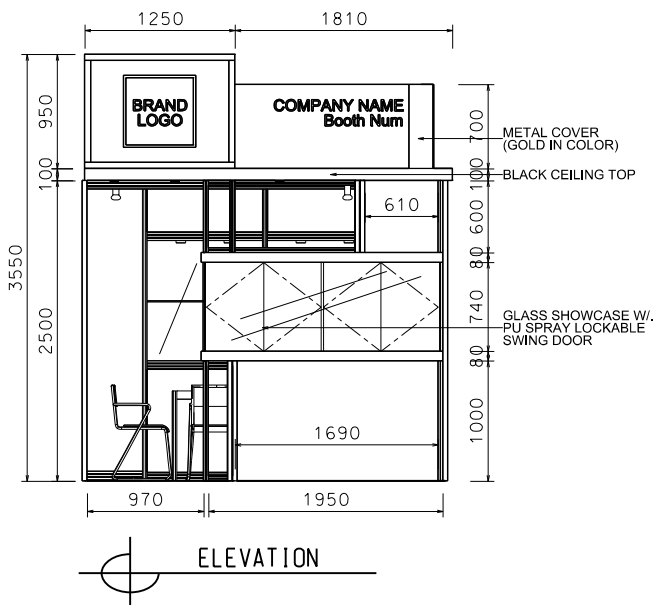 1250
1810
BRAND
LOGO
COMPANY NAME
Booth Num
950
100
3550
2500
700
METAL COVER
(GOLD IN COLOR)
100
BLACK CEILING TOP
610
600
80
740
GLASS SHOWCASE W/.
PU SPRAY LOCKABLE
SWING DOOR
80
1000
1690
970
1950
ELEVATION